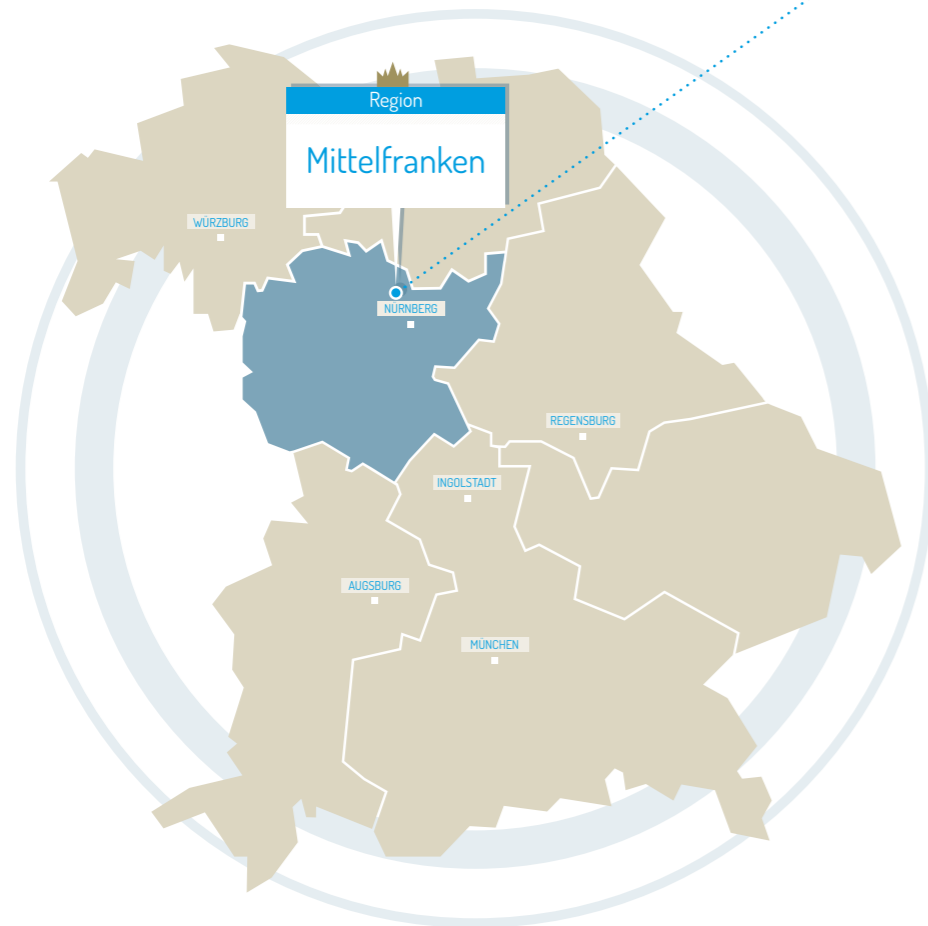 Region
Mittelfranken
WÜRZBURG
NÜRNBERG
REGENSBURG
INGOLSTADT
AUGSBURG
MÜNCHEN